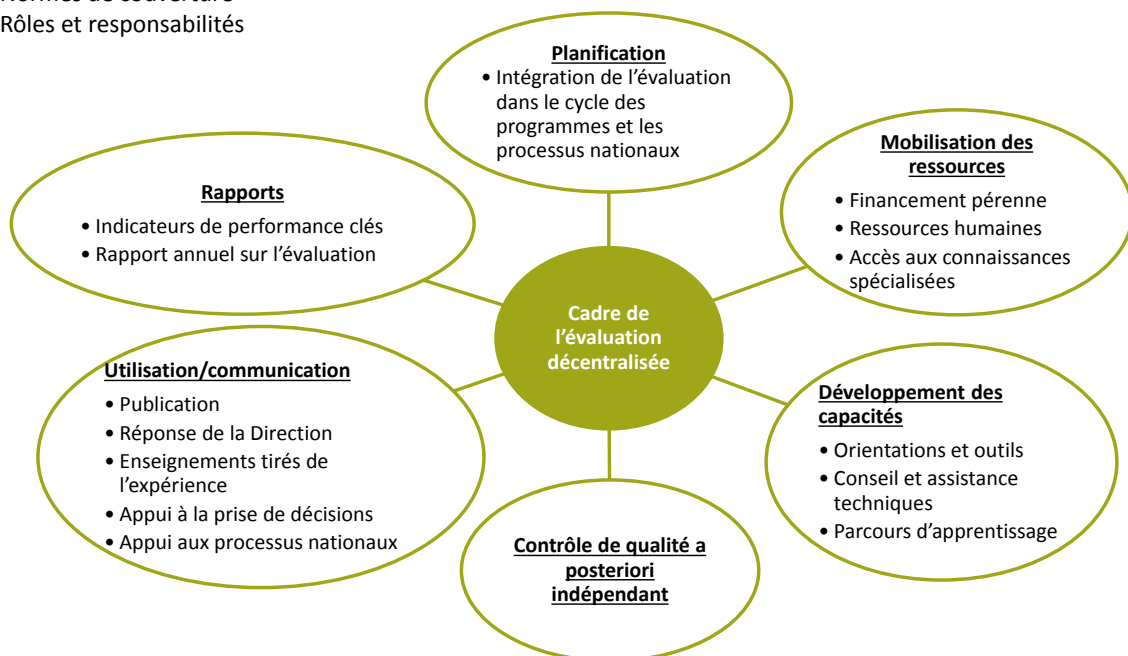 Normes de couverture
Rôles et responsabilités
Planification
• Intégration de l'évaluation
dans le cycle des
programmes et les
processus nationaux
Mobilisation des
ressources
• Financement pérenne
• Ressources humaines
• Accès aux connaissances
spécialisées
Rapports
• Indicateurs de performance clés
• Rapport annuel sur l'évaluation
Cadre de
l'évaluation
décentralisée
Utilisation/communication
• Publication
• Réponse de la Direction
• Enseignements tirés de
l'expérience
• Appui à la prise de décisions
• Appui aux processus nationaux
Développement des
capacités
• Orientations et outils
• Conseil et assistance
techniques
• Parcours d'apprentissage
Contrôle de qualité a
posteriori
indépendant